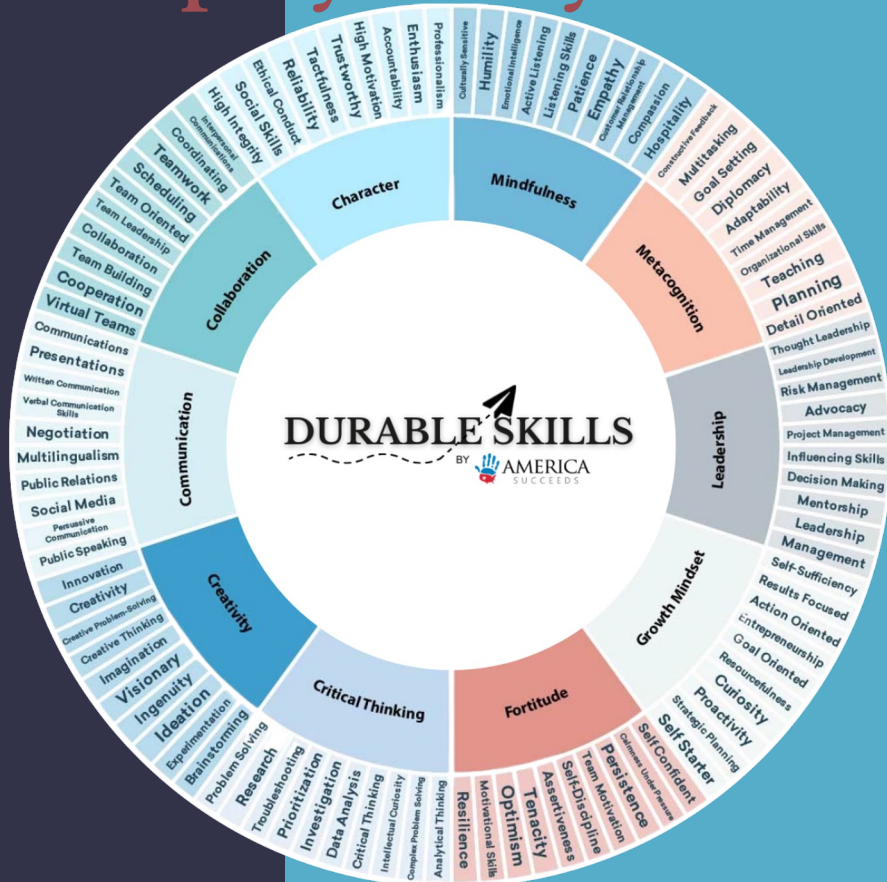 DURABLE SKILLS
BY AMERICA
SUCCEEDS
Character
High Integrity
Social Skills
Ethical Conduct
Reliability
Tactfulness
Trustworthy
High Motivation
Accountability
Enthusiasm
Professionalism
Mindfulness
Culturally Sensitive
Humility
Emotional Intelligence
Active Listening
Listening Skills
Patience
Empathy
Customer Relationship
Management
Compassion
Hospitality
Metacognition
Constructive Feedback
Multitasking
Goal Setting
Diplomacy
Adaptability
Time Management
Organizational Skills
Teaching
Planning
Detail Oriented
Leadership
Thought Leadership
Leadership Development
Risk Management
Advocacy
Project Management
Influencing Skills
Decision Making
Mentorship
Leadership
Management
Growth Mindset
Self-Sufficiency
Results Focused
Action Oriented
Entrepreneurship
Goal Oriented
Resourcefulness
Curiosity
Proactivity
Strategic Planning
Self Starter
Fortitude
Self Confident
Calmness Under Pressure
Persistence
Team Motivation
Self-Discipline
Assertiveness
Tenacity
Optimism
Motivational Skills
Resilience
Critical Thinking
Analytical Thinking
Complex Problem Solving
Intellectual Curiosity
Critical Thinking
Data Analysis
Investigation
Prioritization
Troubleshooting
Research
Problem Solving
Creativity
Brainstorming
Experimentation
Ideation
Ingenuity
Visionary
Imagination
Creative Thinking
Creative Problem-Solving
Creativity
Innovation
Communication
Public Speaking
Persuasive
Communication
Social Media
Public Relations
Multilingualism
Negotiation
Verbal Communication
Skills
Written Communication
Presentations
Communications
Collaboration
Virtual Teams
Cooperation
Team Building
Collaboration
Team Leadership
Team Oriented
Scheduling
Teamwork
Coordinating
Interpersonal
Communications